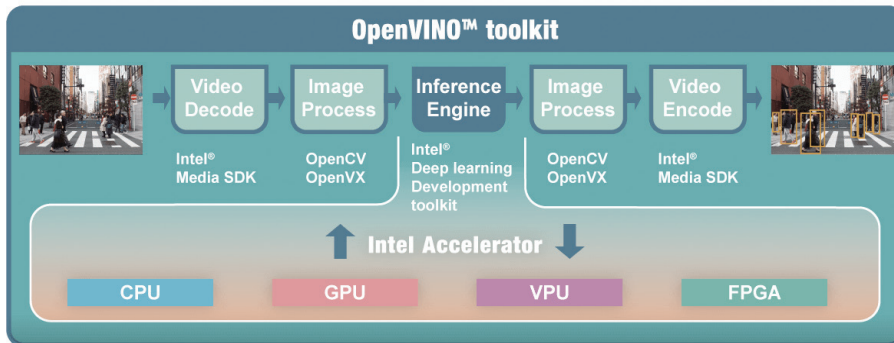 OpenVINO™ toolkit
Video
Decode
Image
Process
Inference
Engine
Image
Process
Video
Encode
Intel®
Media SDK
OpenCV
OpenVX
Intel®
Deep learning
Development
toolkit
OpenCV
OpenVX
Intel®
Media SDK
Intel Accelerator
CPU
GPU
VPU
FPGA